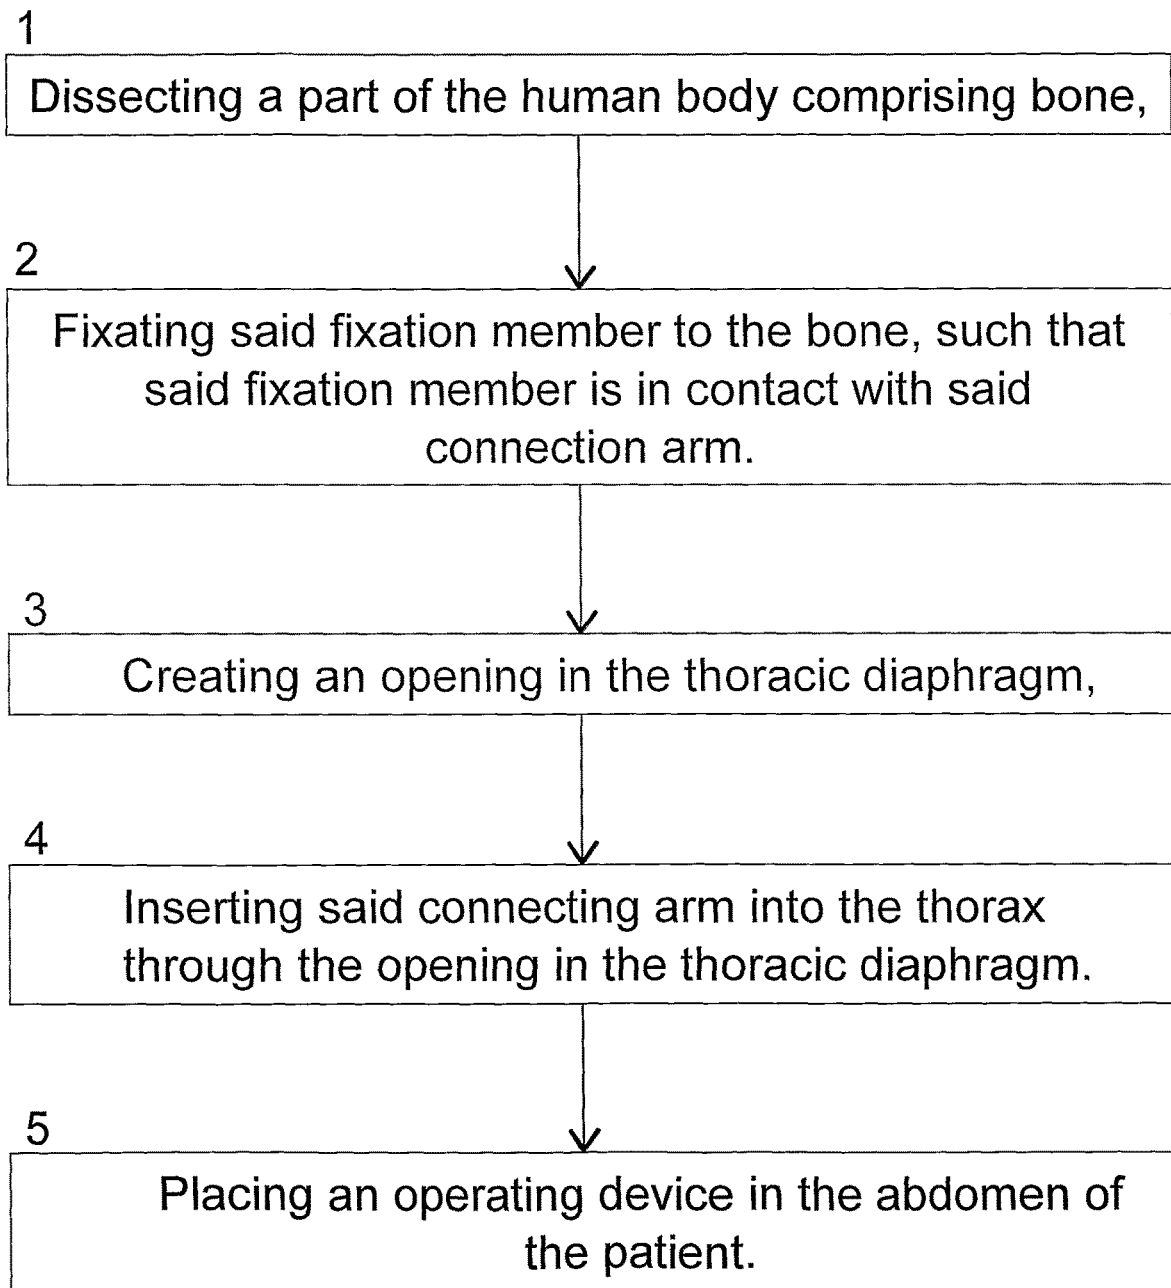 1
Dissecting a part of the human body comprising bone,
2
Fixating said fixation member to the bone, such that
said fixation member is in contact with said
connection arm.
3
Creating an opening in the thoracic diaphragm,
4
Inserting said connecting arm into the thorax
through the opening in the thoracic diaphragm.
5
Placing an operating device in the abdomen of
the patient.